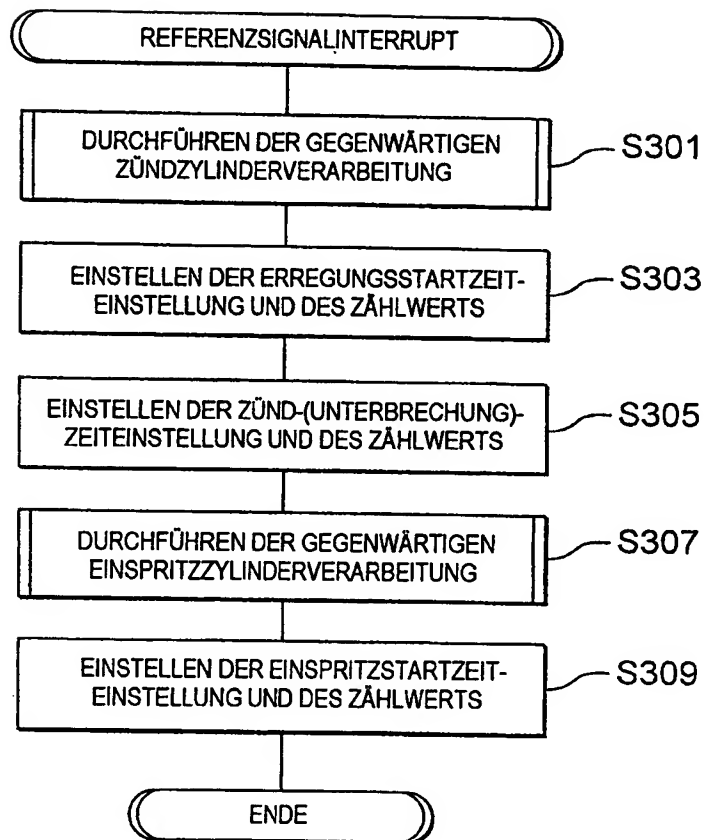 REFERENZSIGNALINTERRUPT
DURCHFÜHREN DER GEGENWÄRTIGEN
ZÜNDZYLINDERVERARBEITUNG
S301
EINSTELLEN DER ERREGUNGSSTARTZEIT-
EINSTELLUNG UND DES ZÄHLWERTS
S303
EINSTELLEN DER ZÜND-(UNTERBRECHUNG)-
ZEITEINSTELLUNG UND DES ZÄHLWERTS
S305
DURCHFÜHREN DER GEGENWÄRTIGEN
EINSPRITZZYLINDERVERARBEITUNG
S307
EINSTELLEN DER EINSPRITZSTARTZEIT-
EINSTELLUNG UND DES ZÄHLWERTS
S309
ENDE